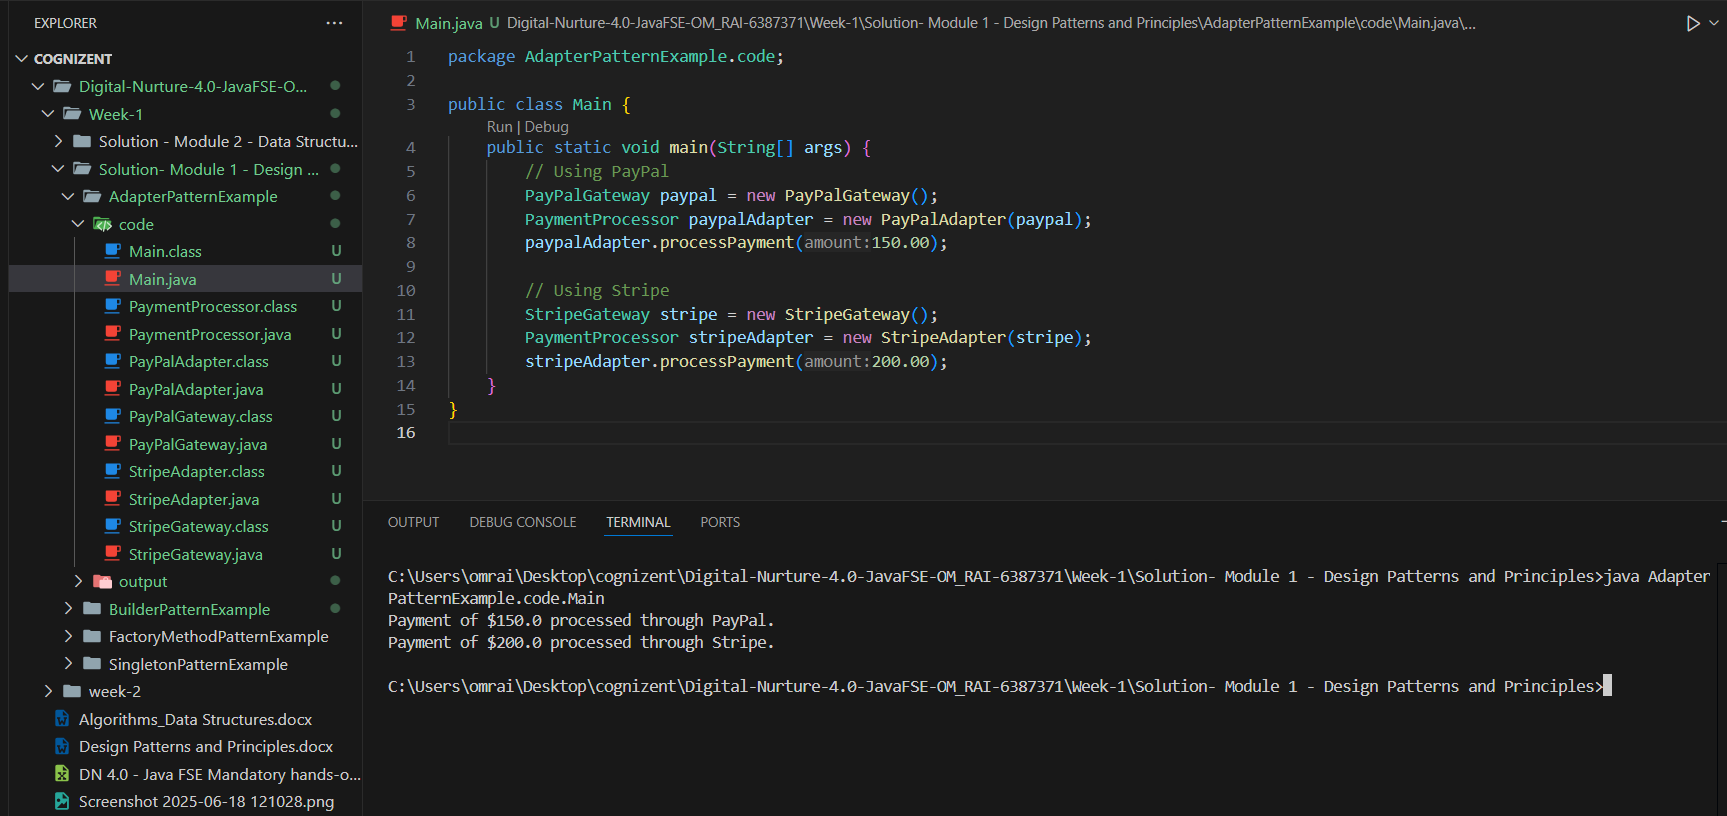 EXPLORER
···
COGNIZENT
Digital-Nurture-4.0-JavaFSE-O...
Week-1
Solution - Module 2 - Data Structu...
Solution- Module 1 - Design ...
AdapterPatternExample
code
Main.class U
Main.java U
PaymentProcessor.class U
PaymentProcessor.java U
PayPalAdapter.class U
PayPalAdapter.java U
PayPalGateway.class U
PayPalGateway.java U
StripeAdapter.class U
StripeAdapter.java U
StripeGateway.class U
StripeGateway.java U
output
BuilderPatternExample
FactoryMethodPatternExample
SingletonPatternExample
week-2
Algorithms_Data Structures.docx
Design Patterns and Principles.docx
DN 4.0 - Java FSE Mandatory hands-o...
Screenshot 2025-06-18 121028.png
Main.java U Digital-Nurture-4.0-JavaFSE-OM_RAI-6387371\Week-1\Solution- Module 1 - Design Patterns and Principles\AdapterPatternExample\code\Main.java\...
1 package AdapterPatternExample.code;
2
3 public class Main {
Run | Debug
4 public static void main(String[] args) {
5 // Using PayPal
6 PayPalGateway paypal = new PayPalGateway();
7 PaymentProcessor paypalAdapter = new PayPalAdapter(paypal);
8 paypalAdapter.processPayment(amount:150.00);
9
10 // Using Stripe
11 StripeGateway stripe = new StripeGateway();
12 PaymentProcessor stripeAdapter = new StripeAdapter(stripe);
13 stripeAdapter.processPayment(amount:200.00);
14 }
15 }
16
OUTPUT DEBUG CONSOLE TERMINAL PORTS
C:\Users\omrai\Desktop\cognizent\Digital-Nurture-4.0-JavaFSE-OM_RAI-6387371\Week-1\Solution- Module 1 - Design Patterns and Principles>java Adapter
PatternExample.code.Main
Payment of $150.0 processed through PayPal.
Payment of $200.0 processed through Stripe.
C:\Users\omrai\Desktop\cognizent\Digital-Nurture-4.0-JavaFSE-OM_RAI-6387371\Week-1\Solution- Module 1 - Design Patterns and Principles>